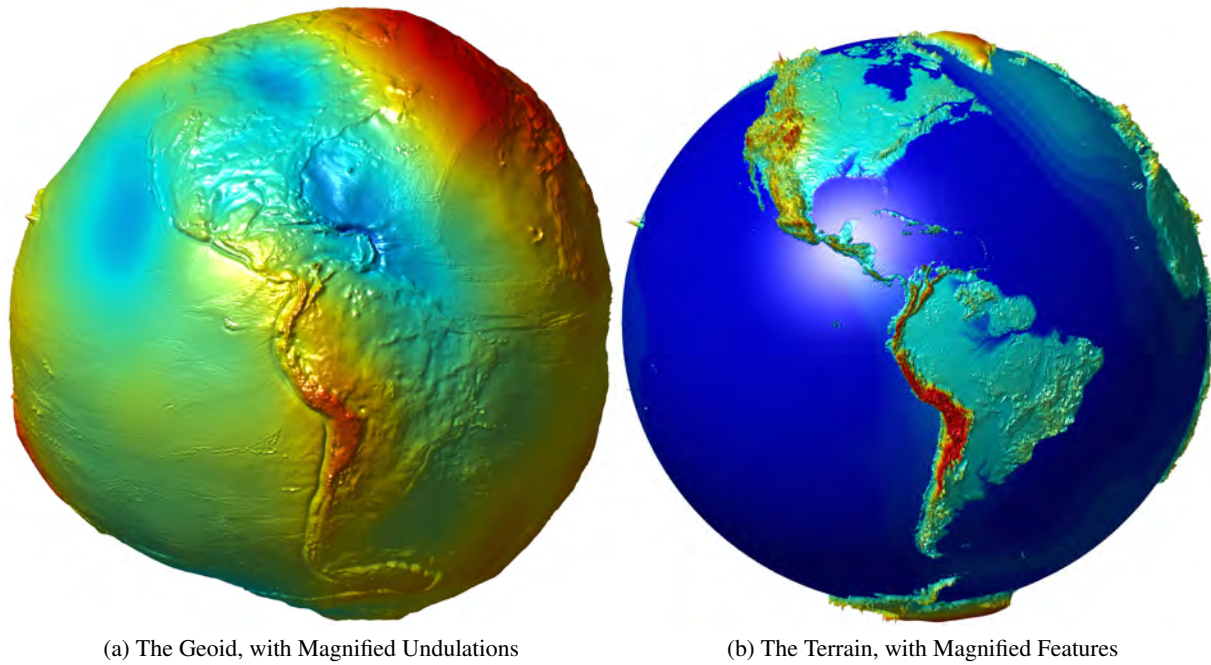 (a) The Geoid, with Magnified Undulations
(b) The Terrain, with Magnified Features